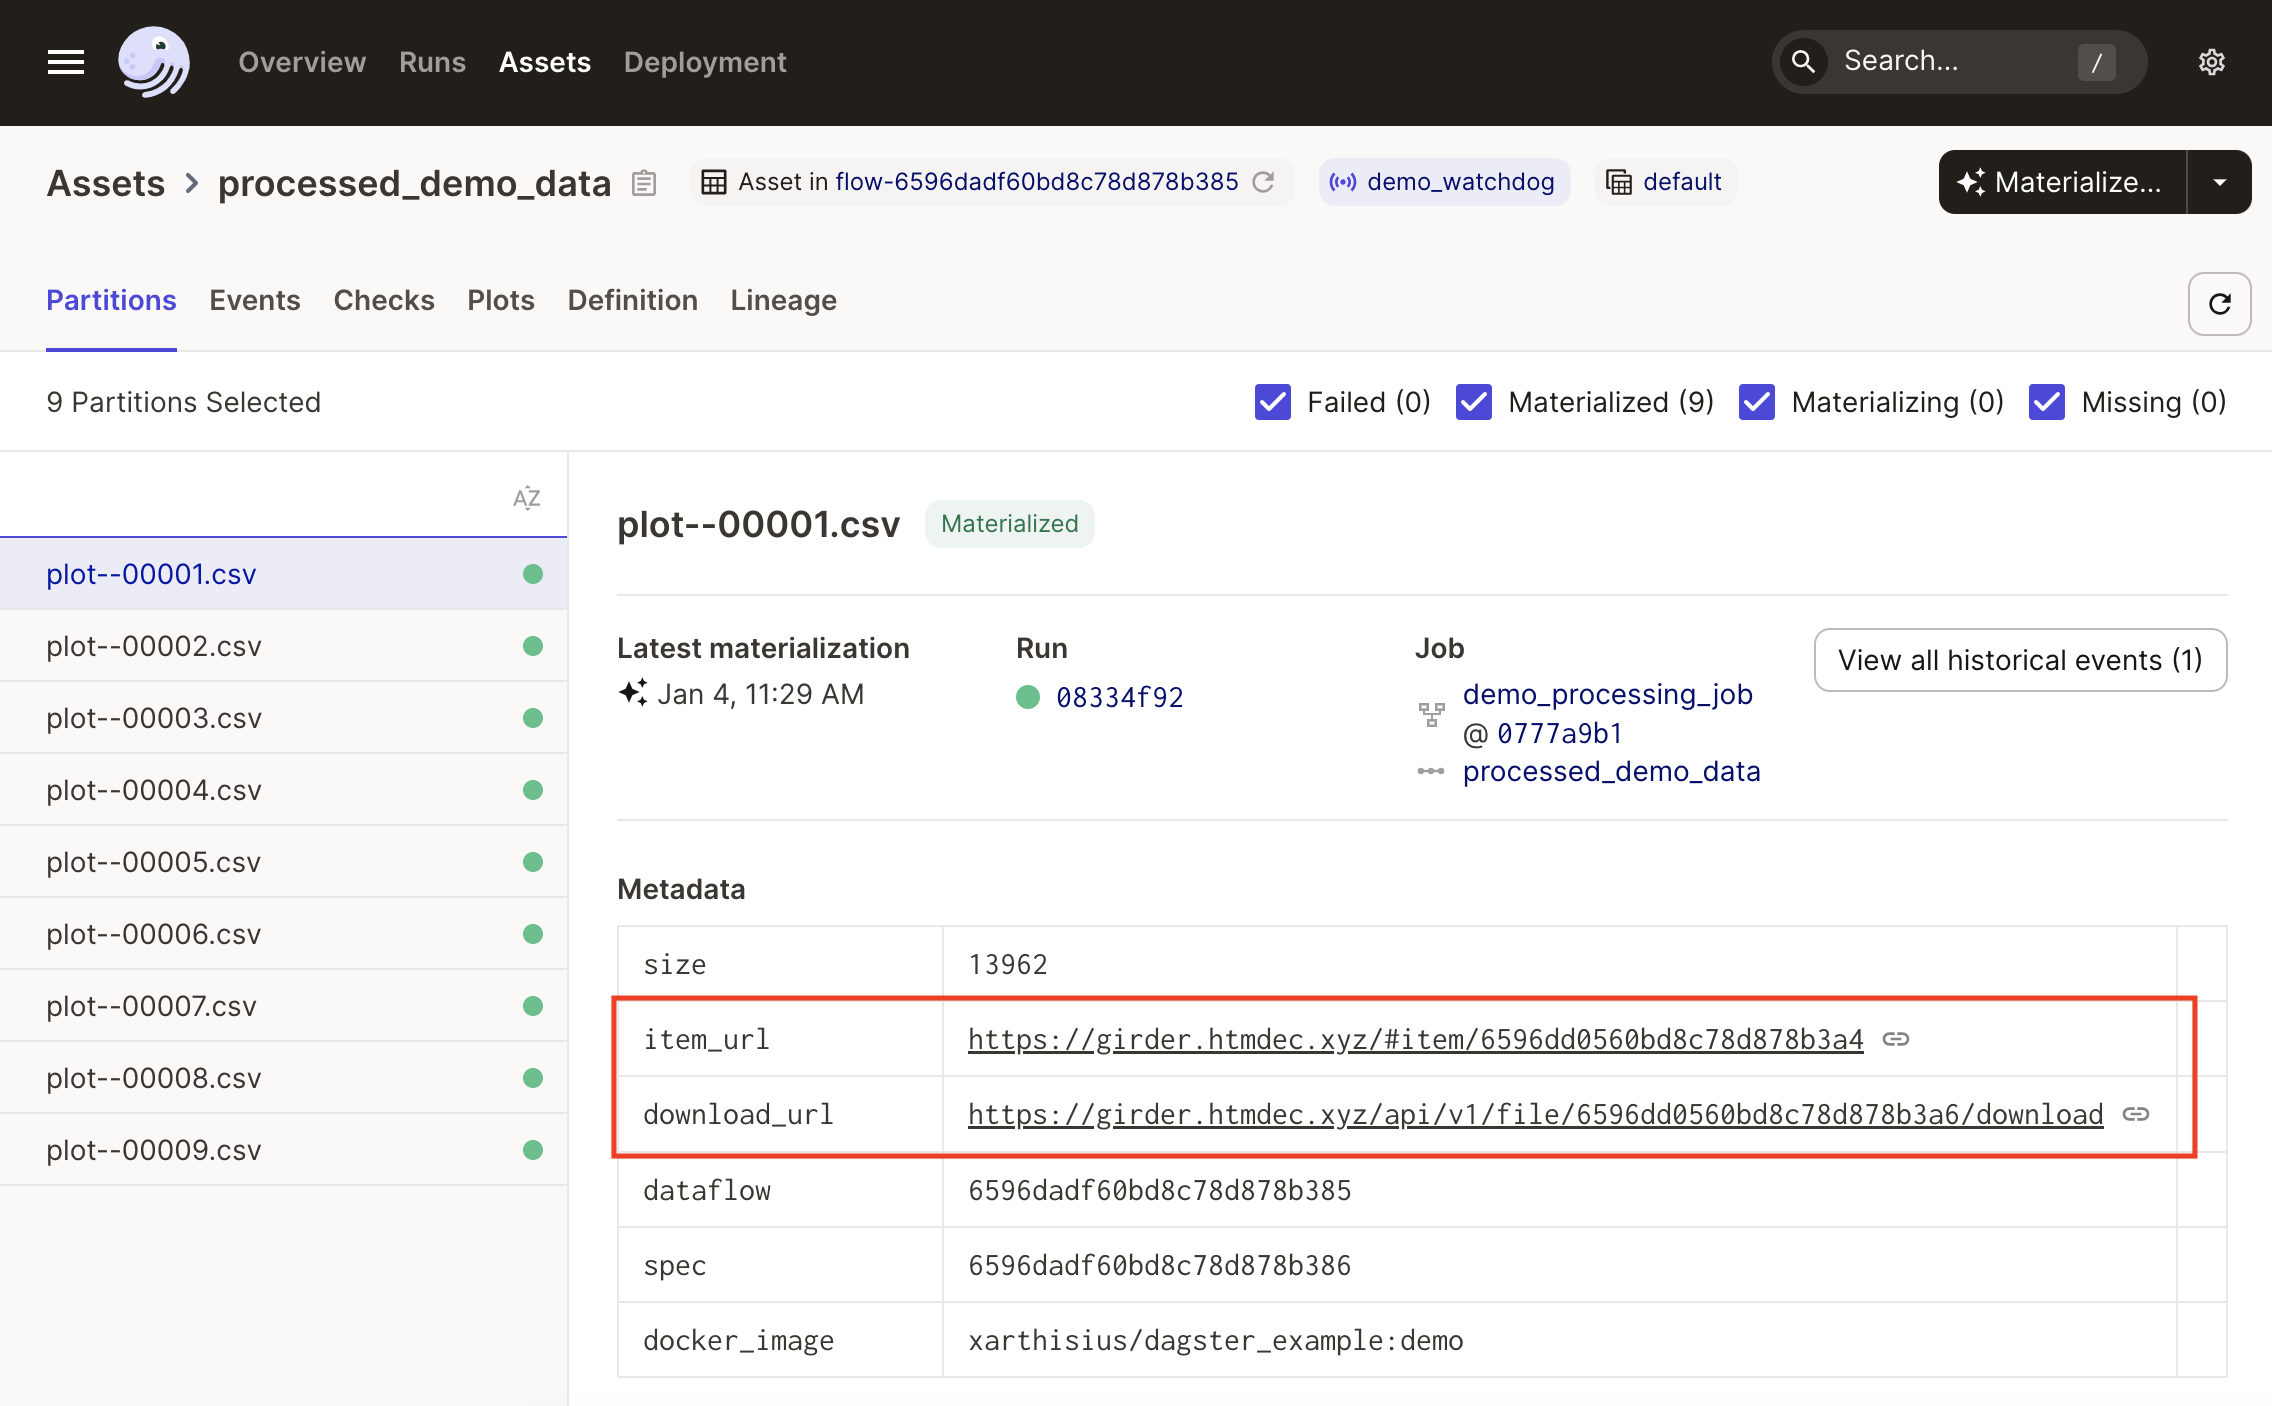 Overview Runs Assets Deployment Search... /
Assets > processed_demo_data Asset in flow-6596dadf60bd8c78d878b385 demo_watchdog default Materialize...
Partitions Events Checks Plots Definition Lineage
9 Partitions Selected Failed (0) Materialized (9) Materializing (0) Missing (0)
AZ
plot--00001.csv
plot--00002.csv
plot--00003.csv
plot--00004.csv
plot--00005.csv
plot--00006.csv
plot--00007.csv
plot--00008.csv
plot--00009.csv
plot--00001.csv Materialized
Latest materialization Run Job View all historical events (1)
Jan 4, 11:29 AM 08334f92 demo_processing_job
@ 0777a9b1
processed_demo_data
Metadata
size 13962
item_url https://girder.htmdec.xyz/#item/6596dd0560bd8c78d878b3a4
download_url https://girder.htmdec.xyz/api/v1/file/6596dd0560bd8c78d878b3a6/download
dataflow 6596dadf60bd8c78d878b385
spec 6596dadf60bd8c78d878b386
docker_image xarthisius/dagster_example:demo